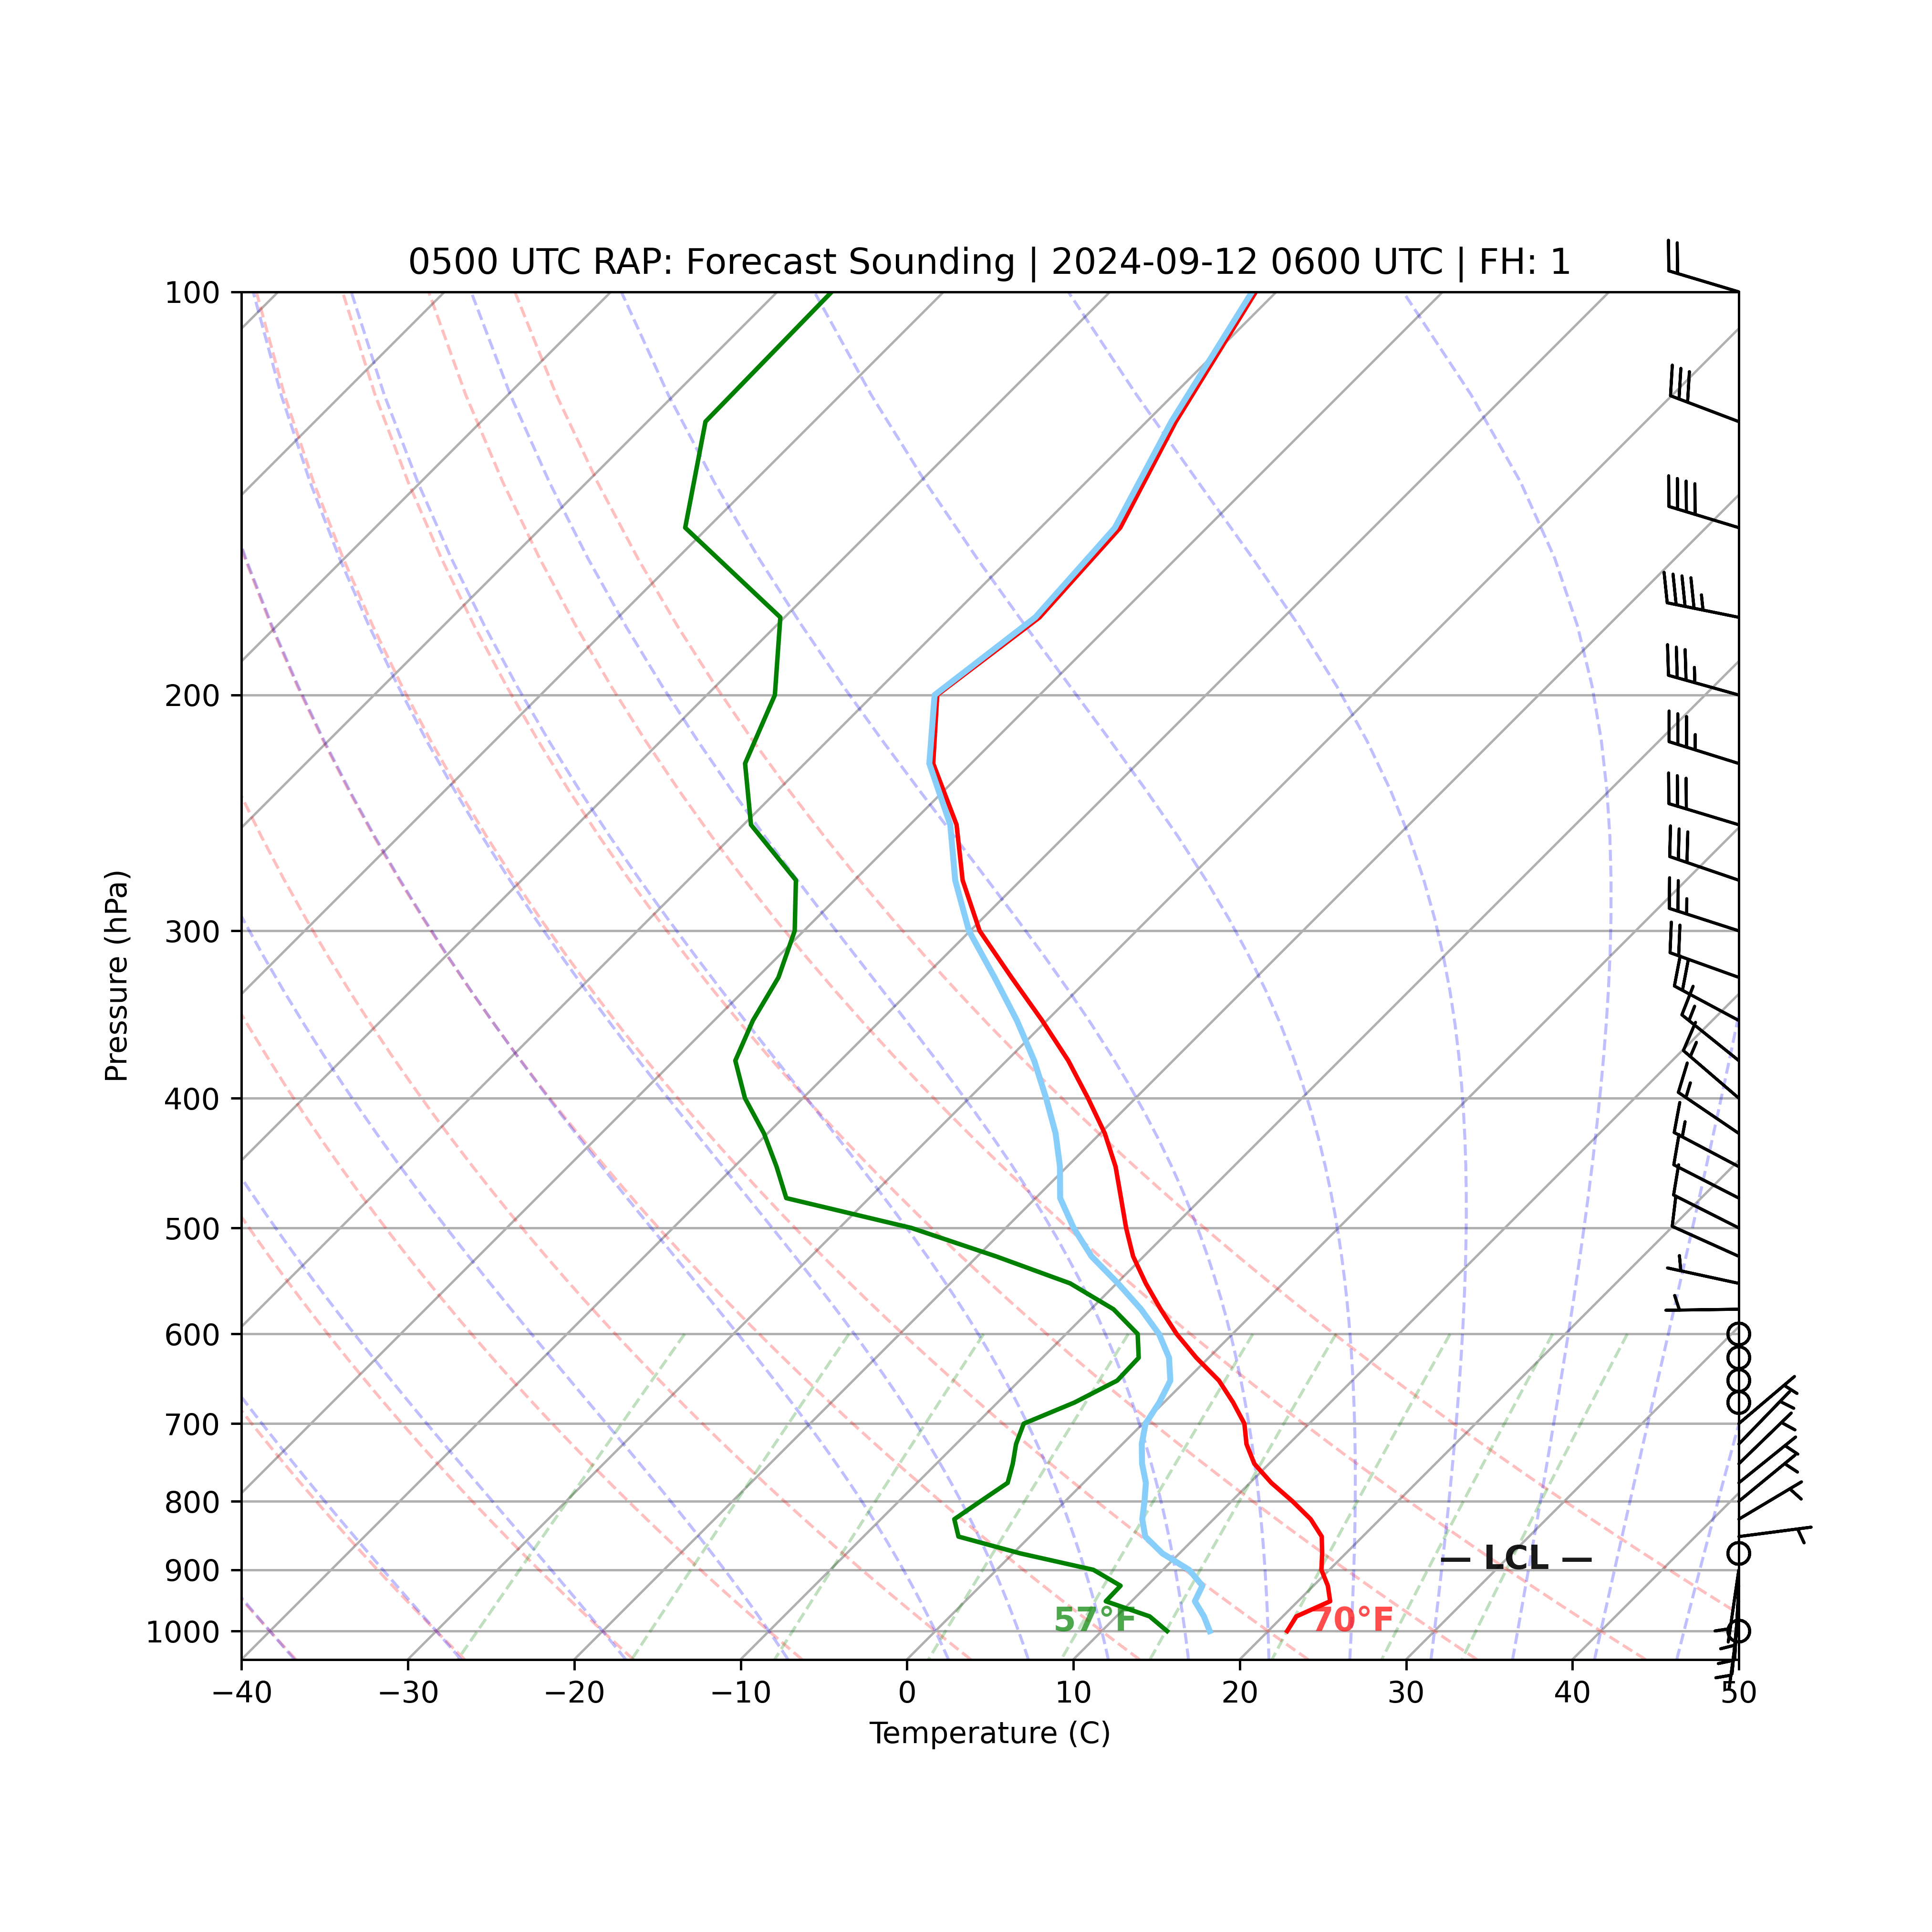 0500 UTC RAP: Forecast Sounding | 2024-09-12 0600 UTC | FH: 1
100
200
300
400
500
600
700
800
900
1000
Pressure (hPa)
— LCL —
57°F
70°F
−40 −30 −20 −10 0 10 20 30 40 50
Temperature (C)